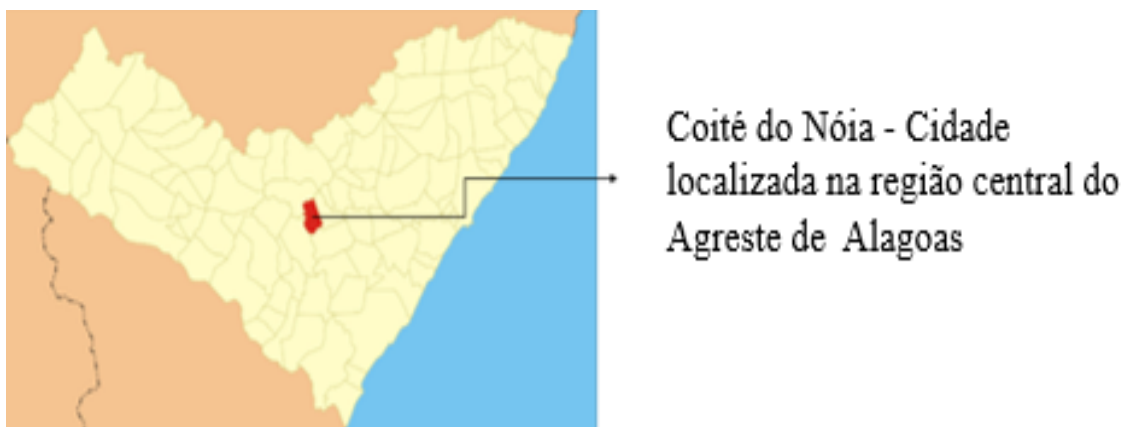 Coité do Nóia - Cidade
localizada na região central do
Agreste de Alagoas